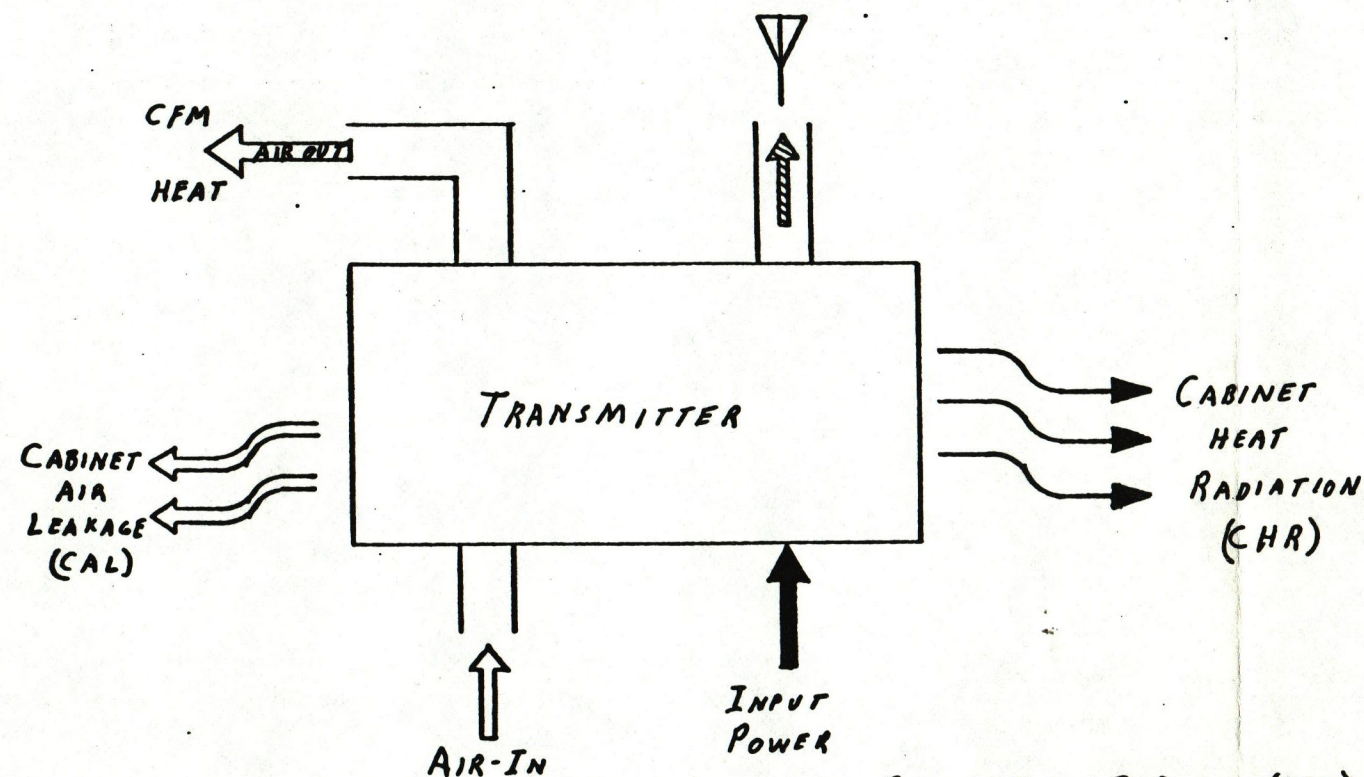 CFM
AIR OUT
HEAT
TRANSMITTER
CABINET
AIR
LEAKAGE
(CAL)
CABINET
HEAT
RADIATION
(CHR)
AIR-IN
INPUT
POWER